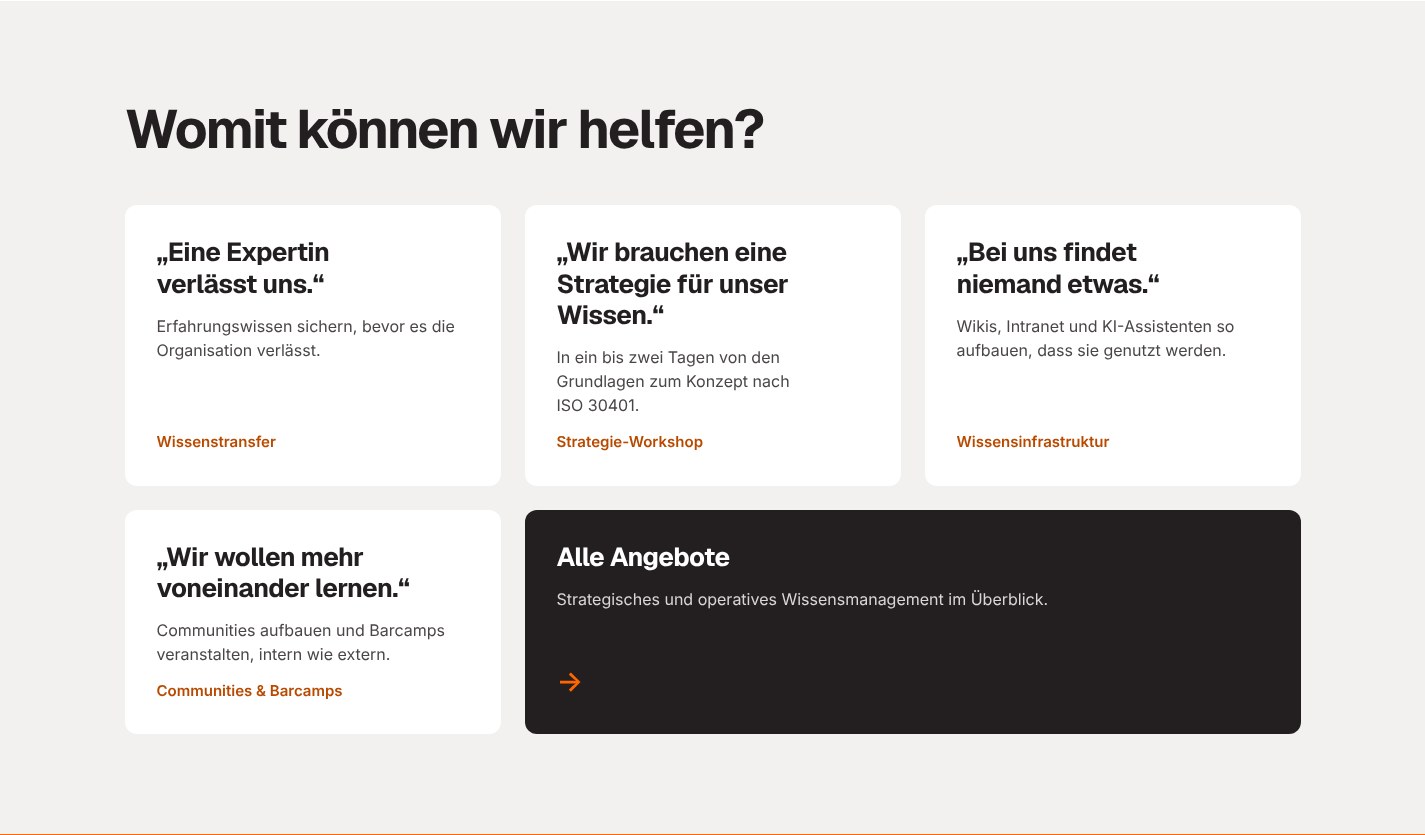 Womit können wir helfen?
„Eine Expertin
verlässt uns.“
Erfahrungswissen sichern, bevor es die
Organisation verlässt.
Wissenstransfer
„Wir brauchen eine
Strategie für unser
Wissen.“
In ein bis zwei Tagen von den
Grundlagen zum Konzept nach
ISO 30401.
Strategie-Workshop
„Bei uns findet
niemand etwas.“
Wikis, Intranet und KI-Assistenten so
aufbauen, dass sie genutzt werden.
Wissensinfrastruktur
„Wir wollen mehr
voneinander lernen.“
Communities aufbauen und Barcamps
veranstalten, intern wie extern.
Communities & Barcamps
Alle Angebote
Strategisches und operatives Wissensmanagement im Überblick.